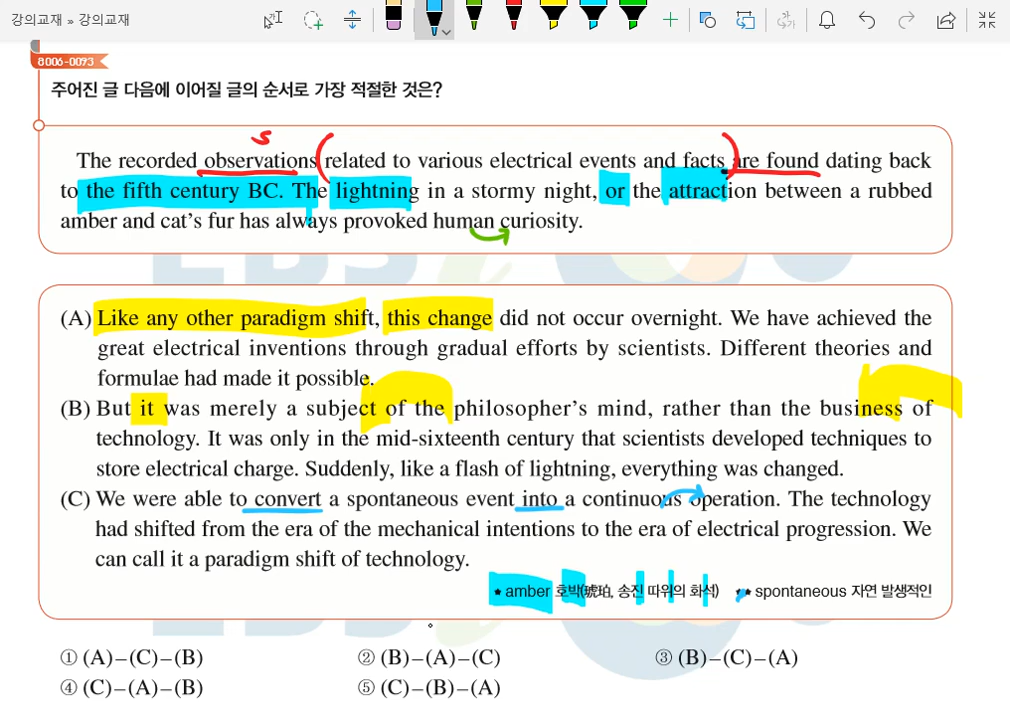 강의교재 » 강의교재
8006-0093
주어진 글 다음에 이어질 글의 순서로 가장 적절한 것은?
S
The recorded observations related to various electrical events and facts are found dating back
to the fifth century BC. The lightning in a stormy night, or the attraction between a rubbed
amber and cat's fur has always provoked human curiosity.
(A) Like any other paradigm shift, this change did not occur overnight. We have achieved the
great electrical inventions through gradual efforts by scientists. Different theories and
formulae had made it possible.
(B) But it was merely a subject of the philosopher's mind, rather than the business of
technology. It was only in the mid-sixteenth century that scientists developed techniques to
store electrical charge. Suddenly, like a flash of lightning, everything was changed.
(C) We were able to convert a spontaneous event into a continuous operation. The technology
had shifted from the era of the mechanical intentions to the era of electrical progression. We
can call it a paradigm shift of technology.
* amber 호박(琥珀, 송진 따위의 화석) ** spontaneous 자연 발생적인
① (A)–(C)–(B) ② (B)–(A)–(C) ③ (B)–(C)–(A)
④ (C)–(A)–(B) ⑤ (C)–(B)–(A)